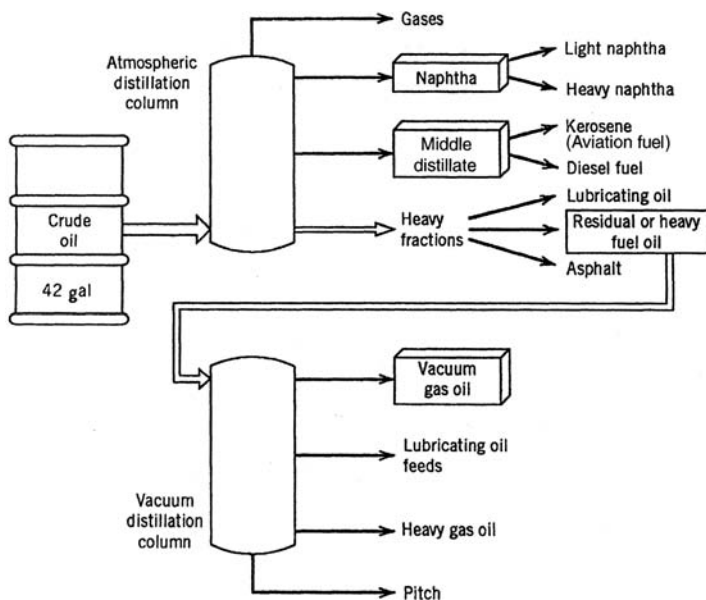 Gases
Atmospheric
distillation
column
Naphtha
Light naphtha
Heavy naphtha
Middle
distillate
Kerosene
(Aviation fuel)
Diesel fuel
Crude
oil
42 gal
Heavy
fractions
Lubricating oil
Residual or heavy
fuel oil
Asphalt
Vacuum
gas oil
Lubricating oil
feeds
Vacuum
distillation
column
Heavy gas oil
Pitch